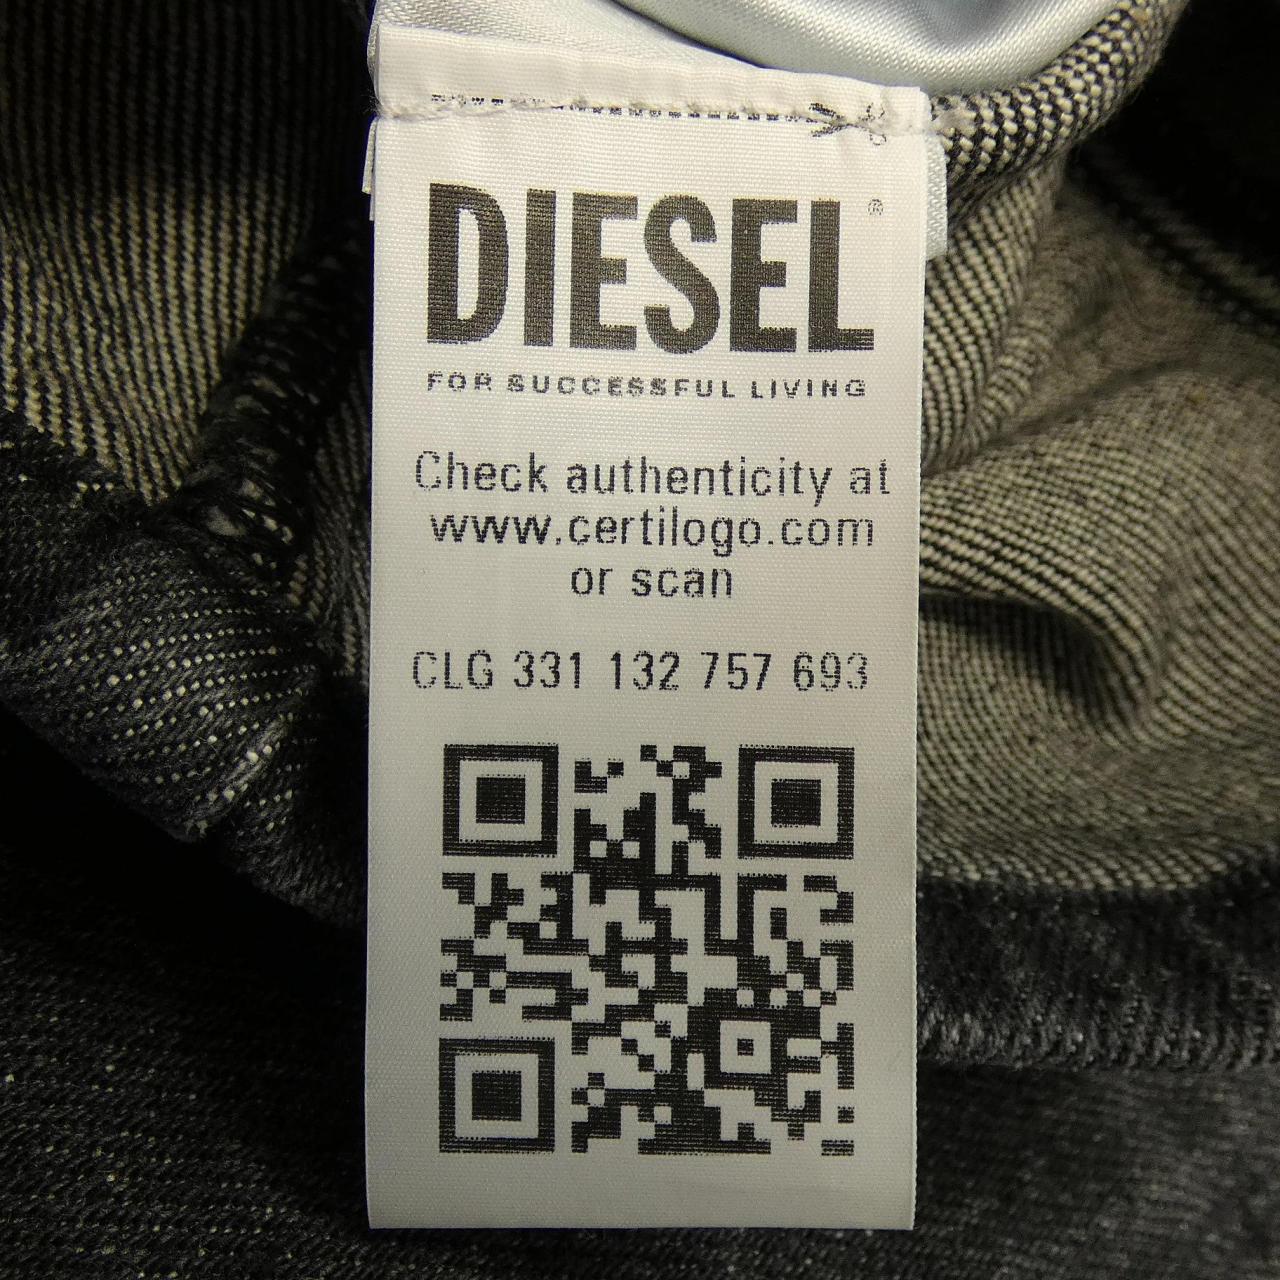 DIESEL®
FOR SUCCESSFUL LIVING
Check authenticity at
www.certilogo.com
or scan
CLG 331 132 757 693